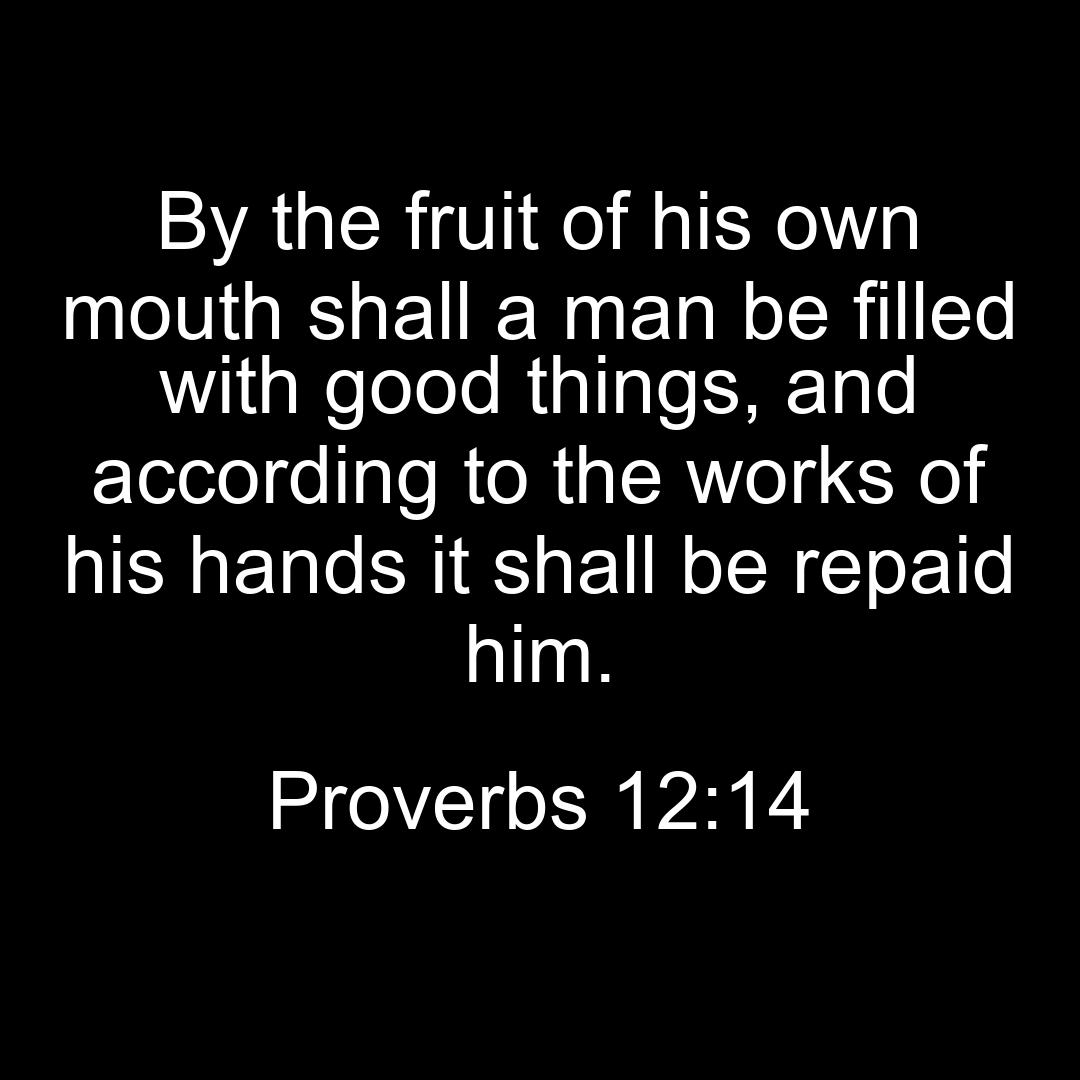 By the fruit of his own
mouth shall a man be filled
with good things, and
according to the works of
his hands it shall be repaid
him.
Proverbs 12:14